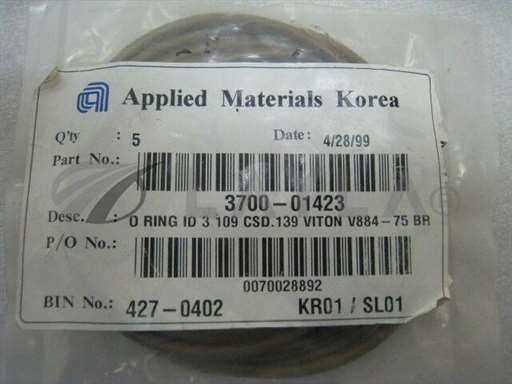 Applied Materials Korea
Q'ty : 5 Date: 4/28/99
Part No.:
3700-01423
Desc. : O RING ID 3 109 CSD.139 VITON V884-75 BR
P/O No.:
0070028892
BIN No.: 427-0402 KR01 / SL01